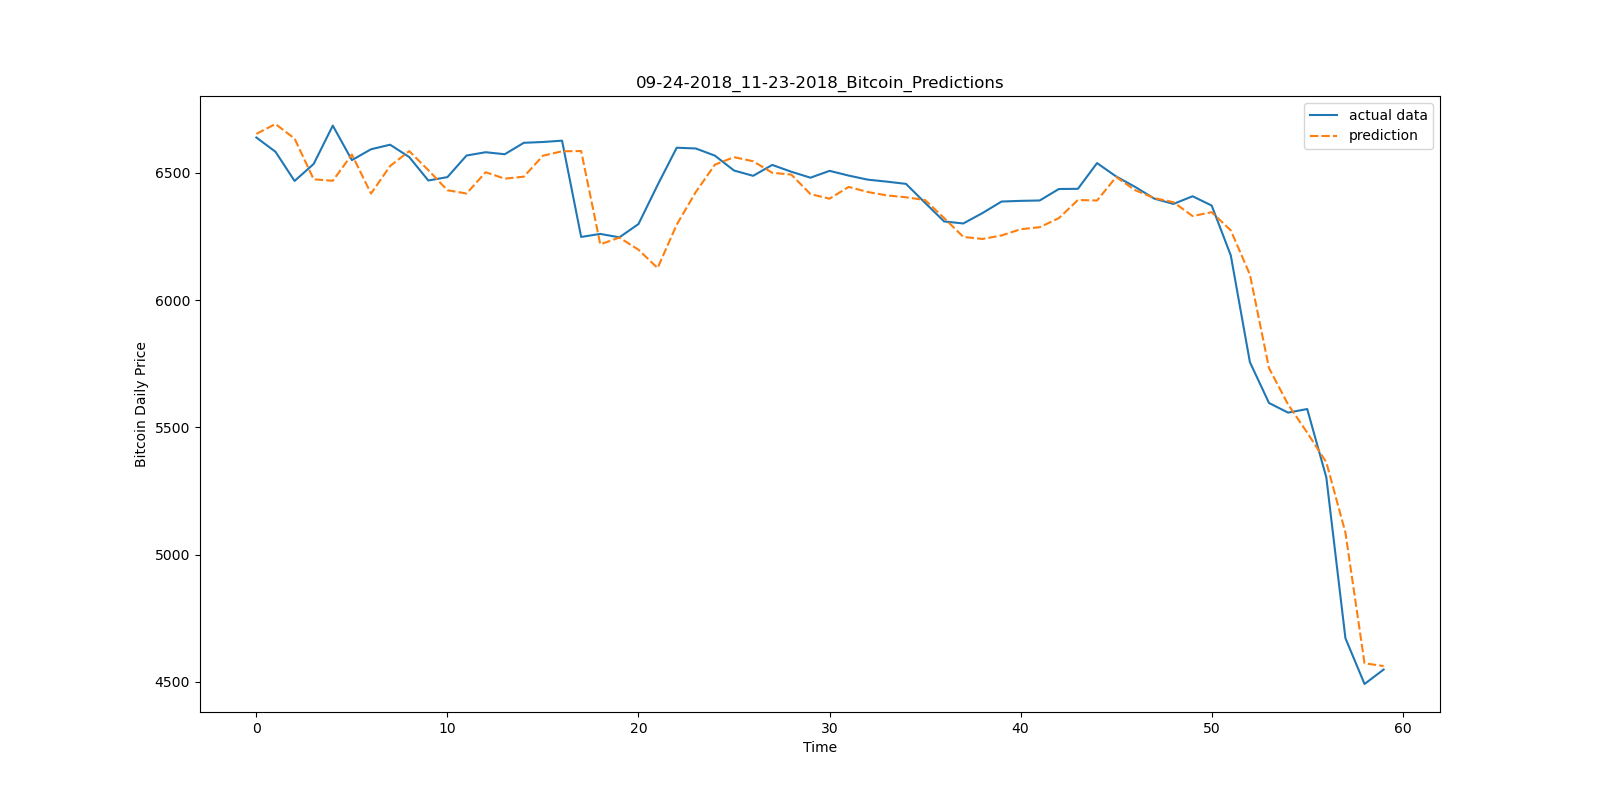 09-24-2018_11-23-2018_Bitcoin_Predictions
actual data
prediction
Bitcoin Daily Price
6500
6000
5500
5000
4500
0 10 20 30 40 50 60
Time